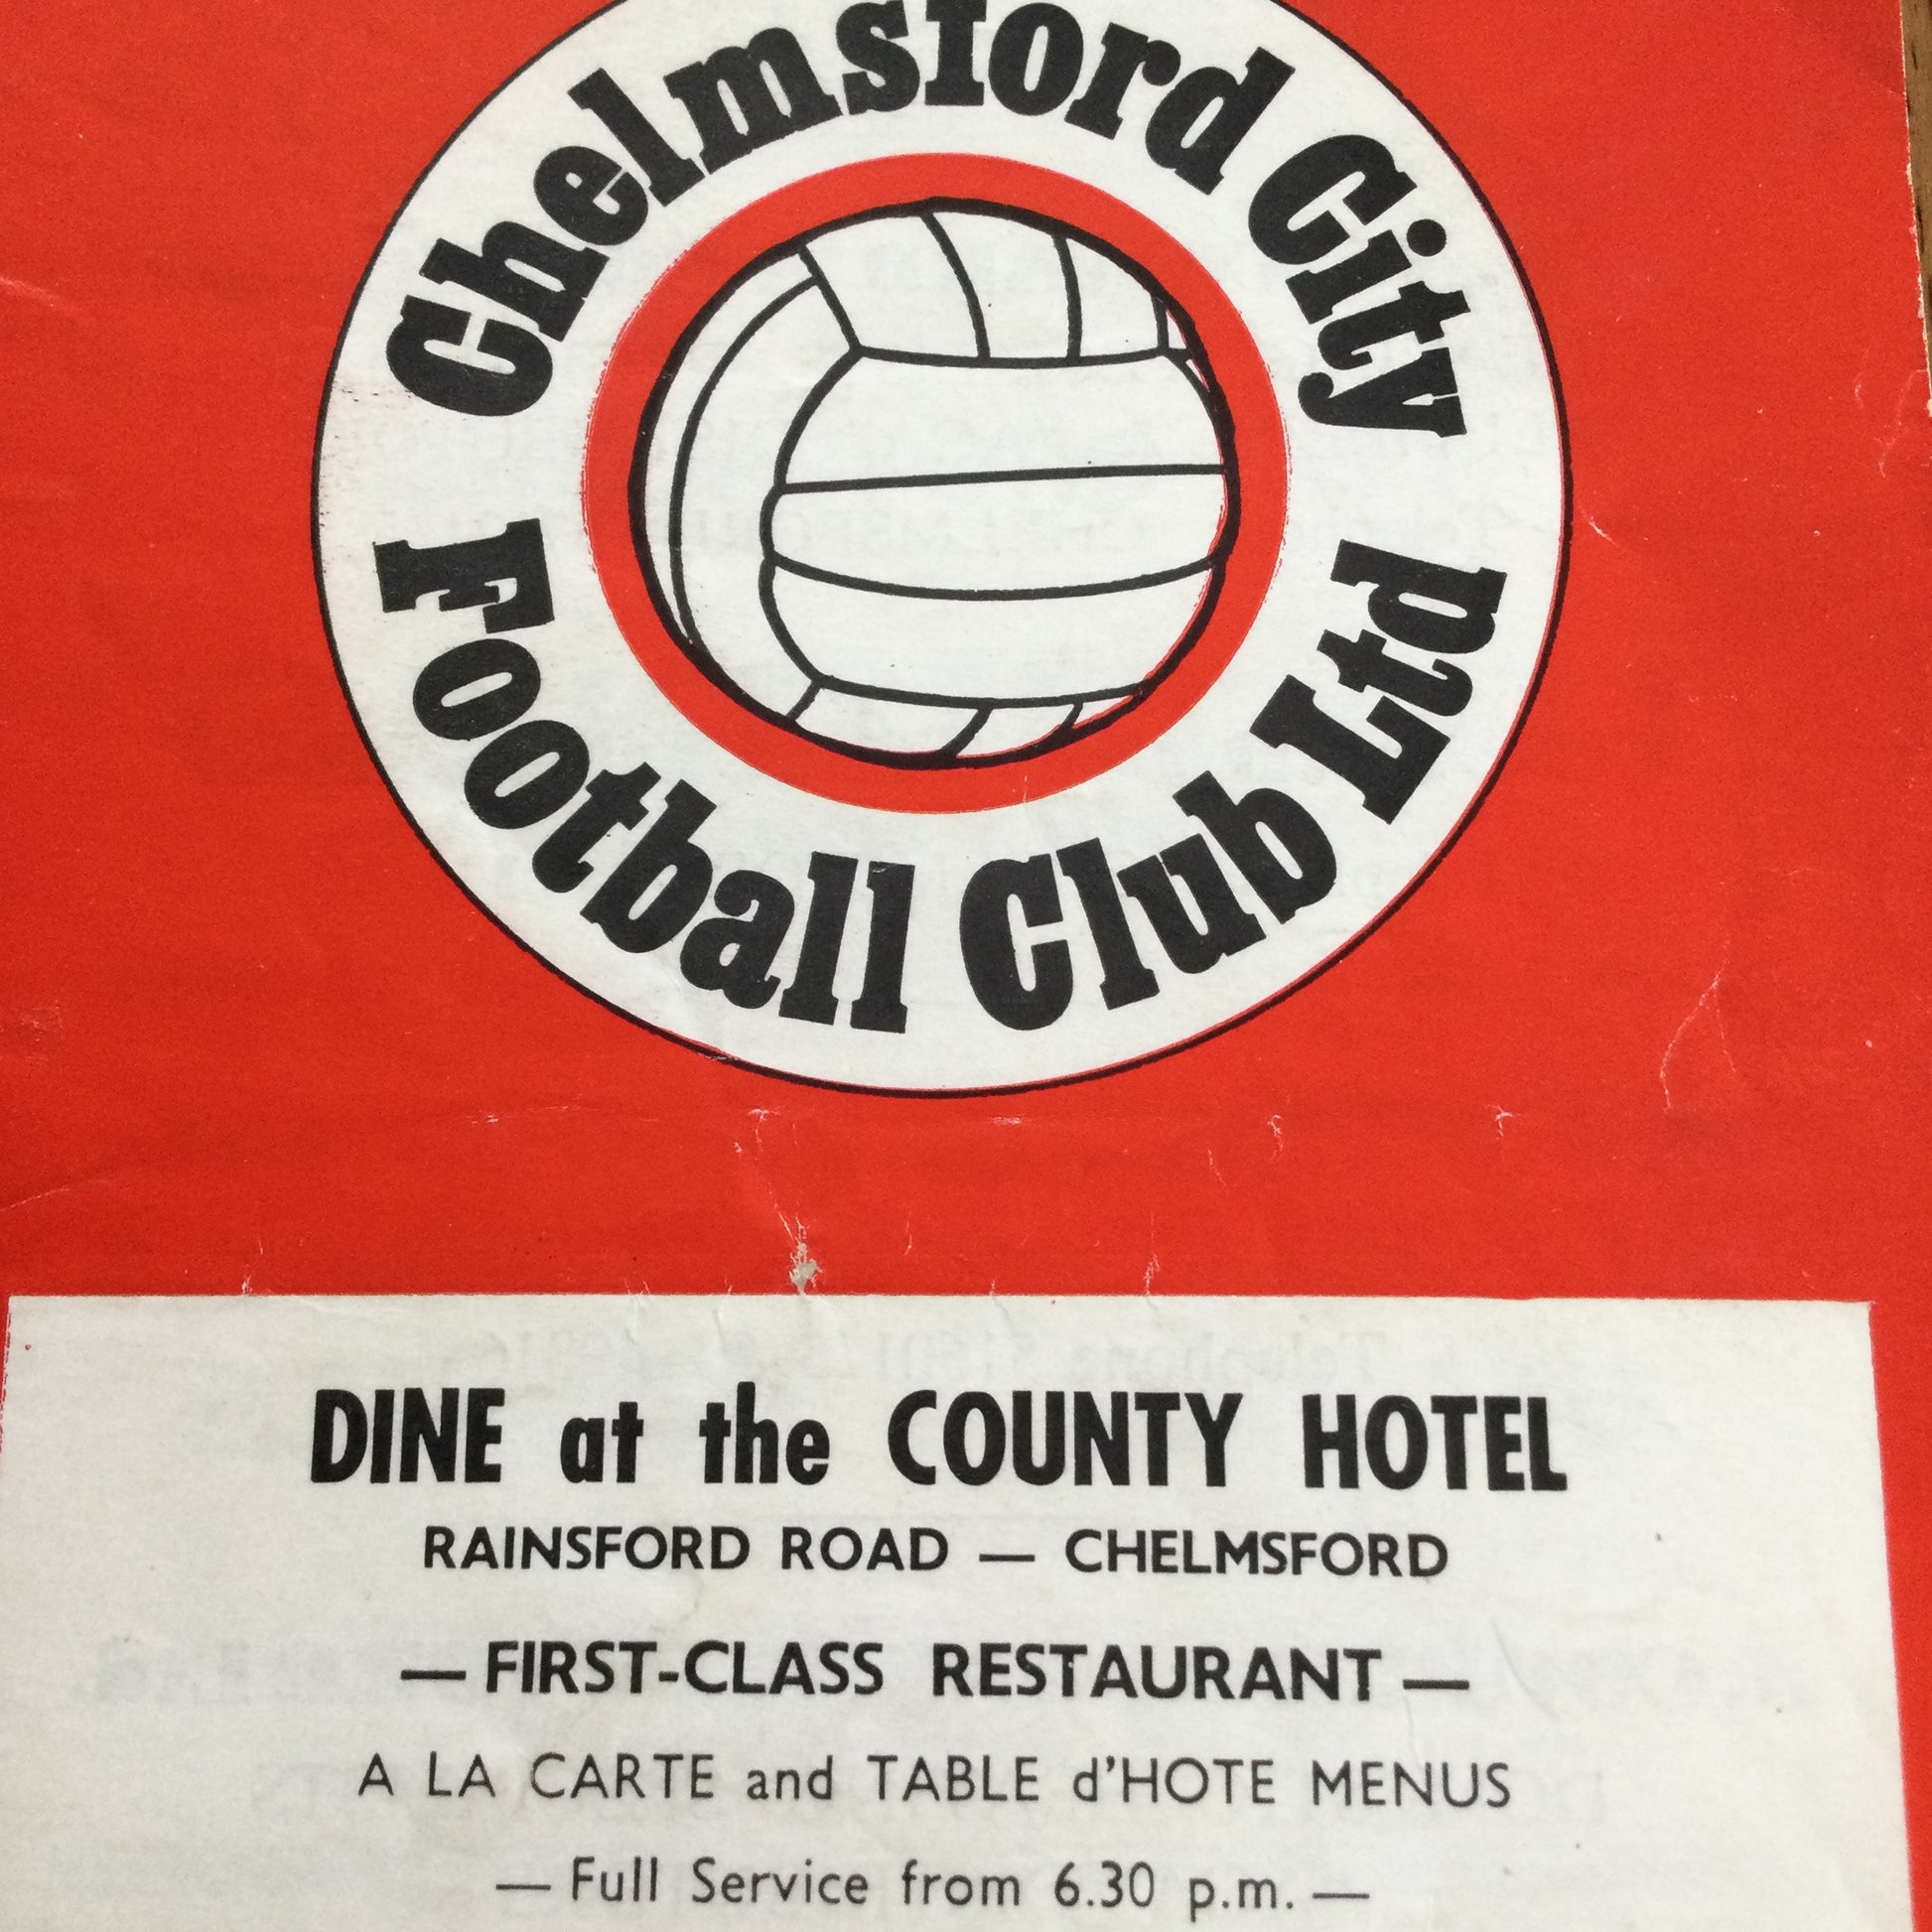 Chelmsford City
Football Club Ltd
DINE at the COUNTY HOTEL
RAINSFORD ROAD — CHELMSFORD
— FIRST-CLASS RESTAURANT —
A LA CARTE and TABLE d'HOTE MENUS
— Full Service from 6.30 p.m. —